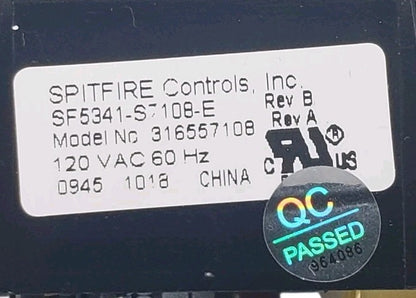 SPITFIRE Controls, Inc.
SF5341-S7108-E Rev B
Model No 316557108 Rev A
120 VAC 60 Hz
0945 1018 CHINA
C US
QC
PASSED
964086